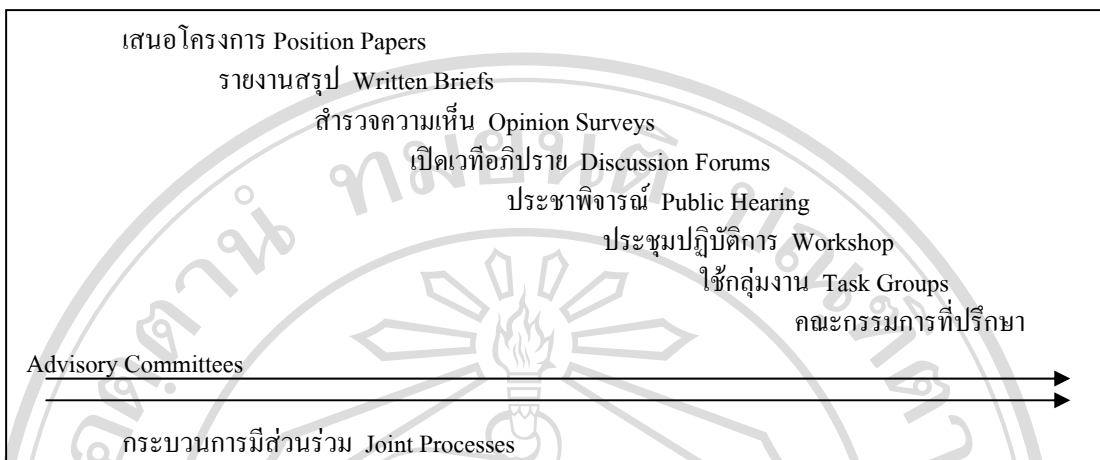 เสนอโครงการ Position Papers
รายงานสรุป Written Briefs
สำรวจความเห็น Opinion Surveys
เปิดเวทีอภิปราย Discussion Forums
ประชาพิจารณ์ Public Hearing
ประชุมปฏิบัติการ Workshop
ใช้กลุ่มงาน Task Groups
คณะกรรมการที่ปรึกษา
Advisory Committees
กระบวนการมีส่วนร่วม Joint Processes